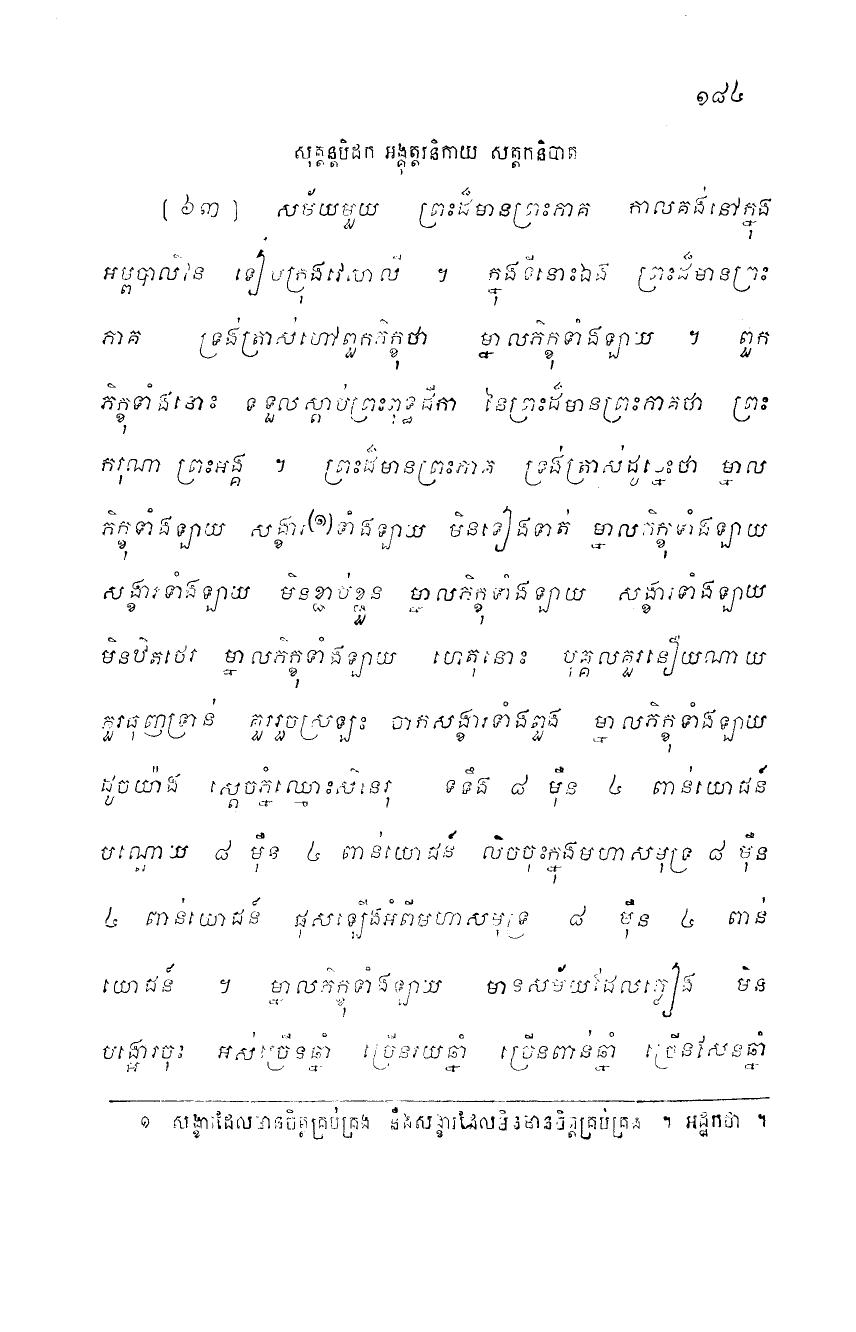 ១៨៤
សុត្តន្តបិដក អង្គុត្តរនិកាយ សត្តកនិបាត
[ ៦៣ ] សម័យមួយ ព្រះដ៏មានព្រះភាគ កាលគង់នៅក្នុង
អម្ពបាលិវ័ន ទៀបក្រុងវេសាលី ។ ក្នុងទីនោះឯង ព្រះដ៏មានព្រះ
ភាគ ទ្រង់ត្រាស់ហៅពួកភិក្ខុថា ម្នាលភិក្ខុទាំងឡាយ ។ ពួក
ភិក្ខុទាំងនោះ ទទួលស្តាប់ព្រះពុទ្ធដីកា នៃព្រះដ៏មានព្រះភាគថា ព្រះ
ករុណា ព្រះអង្គ ។ ព្រះដ៏មានព្រះភាគ ទ្រង់ត្រាស់ដូច្នេះថា ម្នាល
ភិក្ខុទាំងឡាយ សង្ខារ(១)ទាំងឡាយ មិនទៀងទាត់ ម្នាលភិក្ខុទាំងឡាយ
សង្ខារទាំងឡាយ មិនខ្ជាប់ខ្ជួន ម្នាលភិក្ខុទាំងឡាយ សង្ខារទាំងឡាយ
មិនឋិតថេរ ម្នាលភិក្ខុទាំងឡាយ ហេតុនោះ បុគ្គលគួរនឿយណាយ
គួរធុញទ្រាន់ គួររួចស្រឡះ ចាកសង្ខារទាំងពួង ម្នាលភិក្ខុទាំងឡាយ
ដូចយ៉ាង ស្តេចភ្នំឈ្មោះសិនេរុ ទទឹង ៨ ម៉ឺន ៤ ពាន់យោជន៍
បណ្តោយ ៨ ម៉ឺន ៤ ពាន់យោជន៍ លិចចុះក្នុងមហាសមុទ្រ ៨ ម៉ឺន
៤ ពាន់យោជន៍ ផុសឡើងអំពីមហាសមុទ្រ ៨ ម៉ឺន ៤ ពាន់
យោជន៍ ។ ម្នាលភិក្ខុទាំងឡាយ មានសម័យដែលភ្លៀង មិន
បង្អោរចុះ អស់ច្រើនឆ្នាំ ច្រើនរយឆ្នាំ ច្រើនពាន់ឆ្នាំ ច្រើនសែនឆ្នាំ
១ សង្ខារដែលមានចិត្តគ្រប់គ្រង នឹងសង្ខារដែលមិនមានចិត្តគ្រប់គ្រង ។ អដ្ឋកថា ។